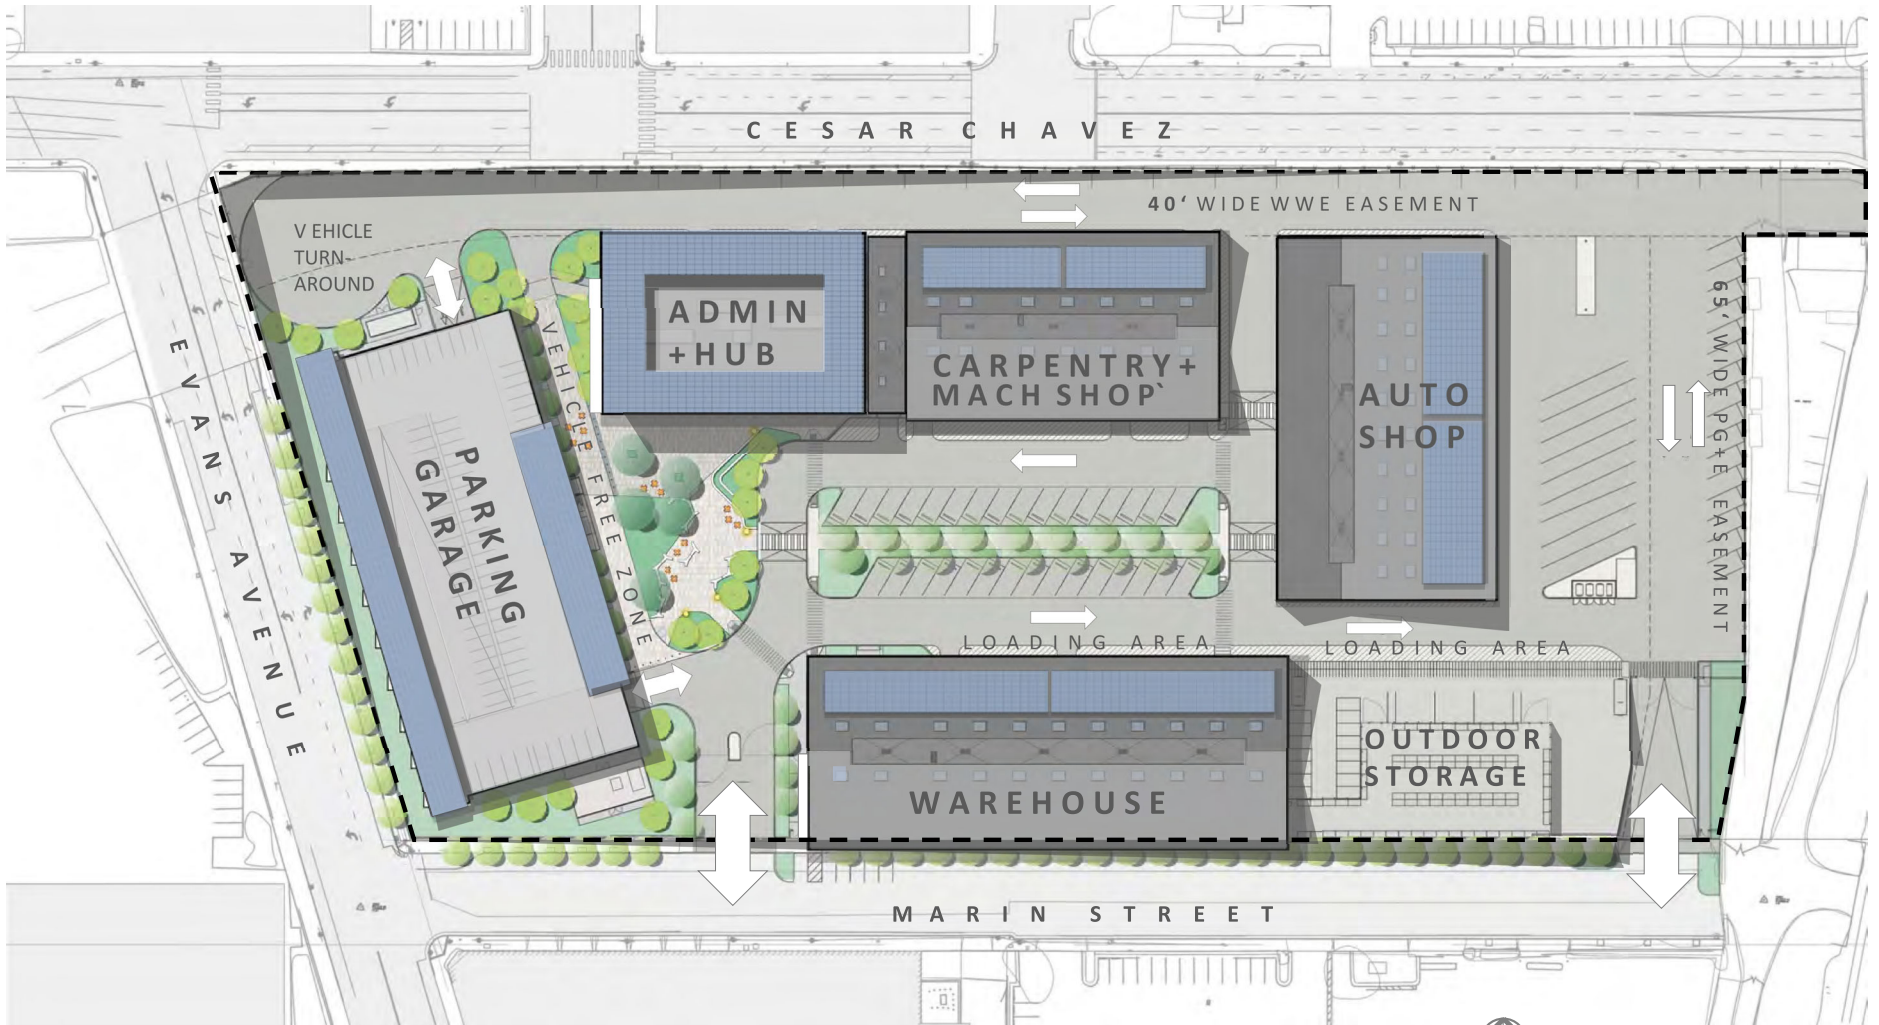 CESAR CHAVEZ
40‘ WIDE WWE EASEMENT
V EHICLE
TURN-
AROUND
ADMIN
+HUB
CARPENTRY+
MACH SHOP`
AUTO
SHOP
65‘ WIDE PG+E EASEMENT
EVANS AVENUE
PARKING
GARAGE
VEHICLE FREE ZONE
LOADING AREA
LOADING AREA
OUTDOOR
STORAGE
WAREHOUSE
MARIN STREET